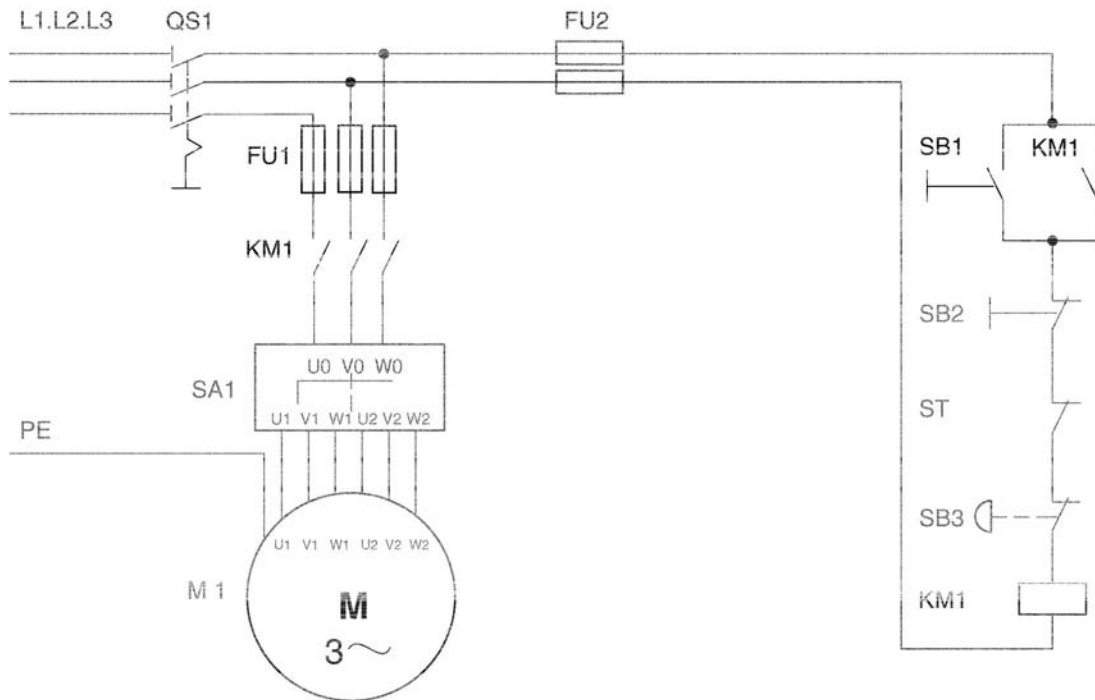 L1.L2.L3 QS1 FU2
FU1
SB1 KM1
KM1
SB2
U0 V0 W0
SA1
U1 V1 W1 U2 V2 W2
ST
PE
SB3
U1 V1 W1 U2 V2 W2
M 1
M
3~
KM1